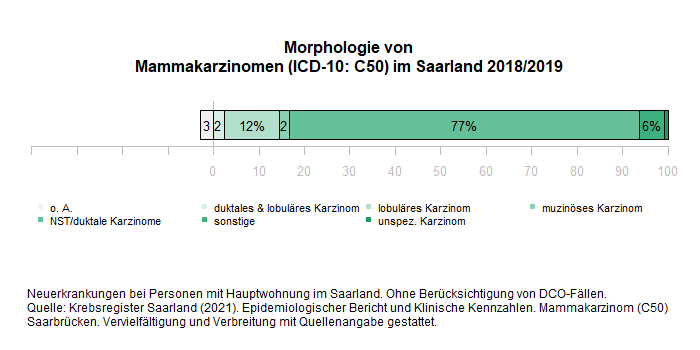 Morphologie von
Mammakarzinomen (ICD-10: C50) im Saarland 2018/2019
3 2 12% 2 77% 6%
0 10 20 30 40 50 60 70 80 90 100
o. A. duktales & lobuläres Karzinom lobuläres Karzinom muzinöses Karzinom
NST/duktale Karzinome sonstige unspez. Karzinom
Neuerkrankungen bei Personen mit Hauptwohnung im Saarland. Ohne Berücksichtigung von DCO-Fällen.
Quelle: Krebsregister Saarland (2021). Epidemiologischer Bericht und Klinische Kennzahlen. Mammakarzinom (C50)
Saarbrücken. Vervielfältigung und Verbreitung mit Quellenangabe gestattet.